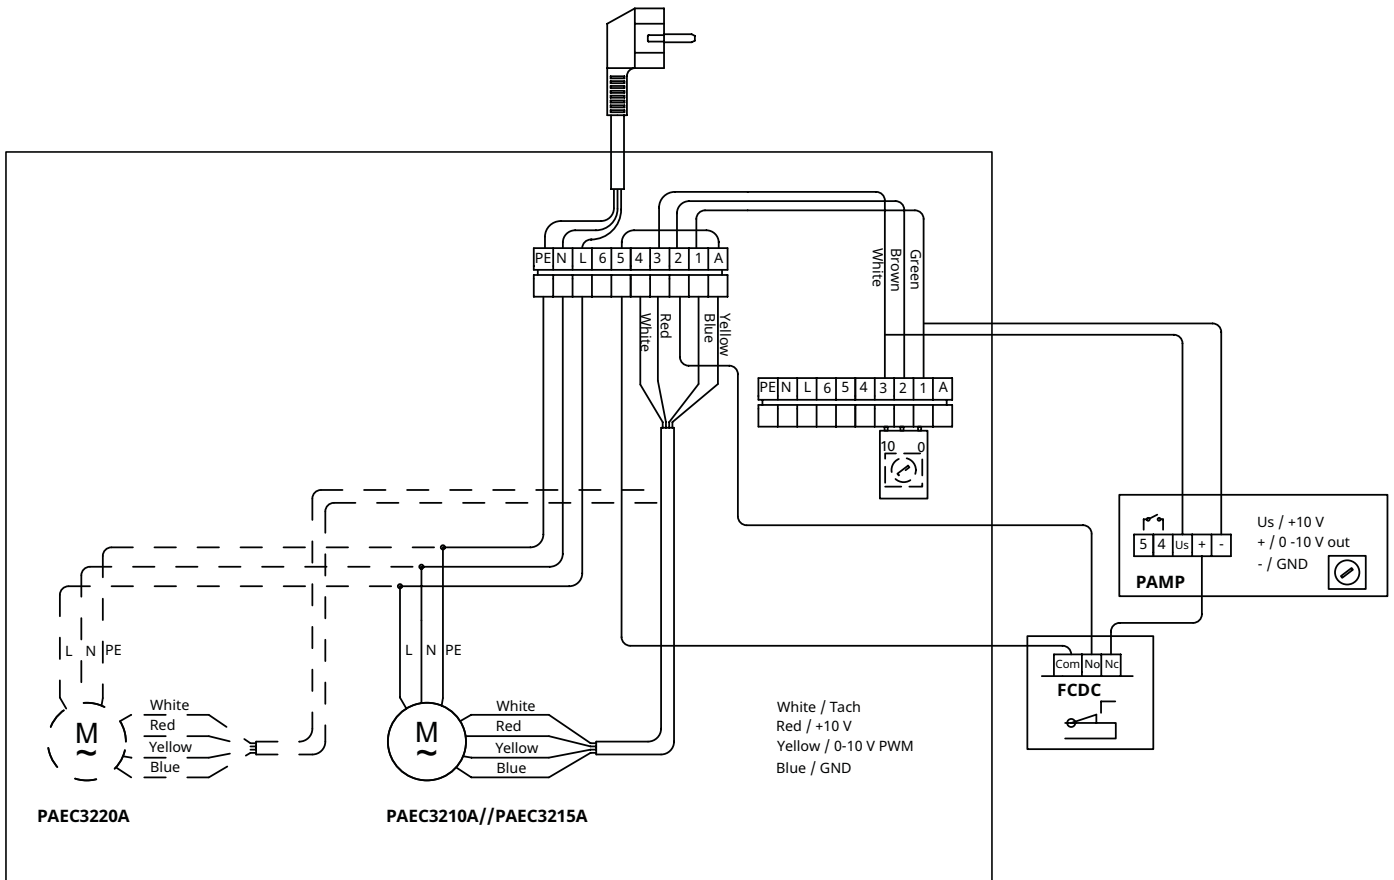 PE N L 6 5 4 3 2 1 A
White
Red
Blue
Yellow
White
Brown
Green
PE N L 6 5 4 3 2 1 A
10 0
5 4 Us + -
PAMP
Us / +10 V
+ / 0 -10 V out
- / GND
Com No Nc
FCDC
L N PE
L N PE
M
~
White
Red
Yellow
Blue
M
~
White
Red
Yellow
Blue
White / Tach
Red / +10 V
Yellow / 0-10 V PWM
Blue / GND
PAEC3220A
PAEC3210A//PAEC3215A